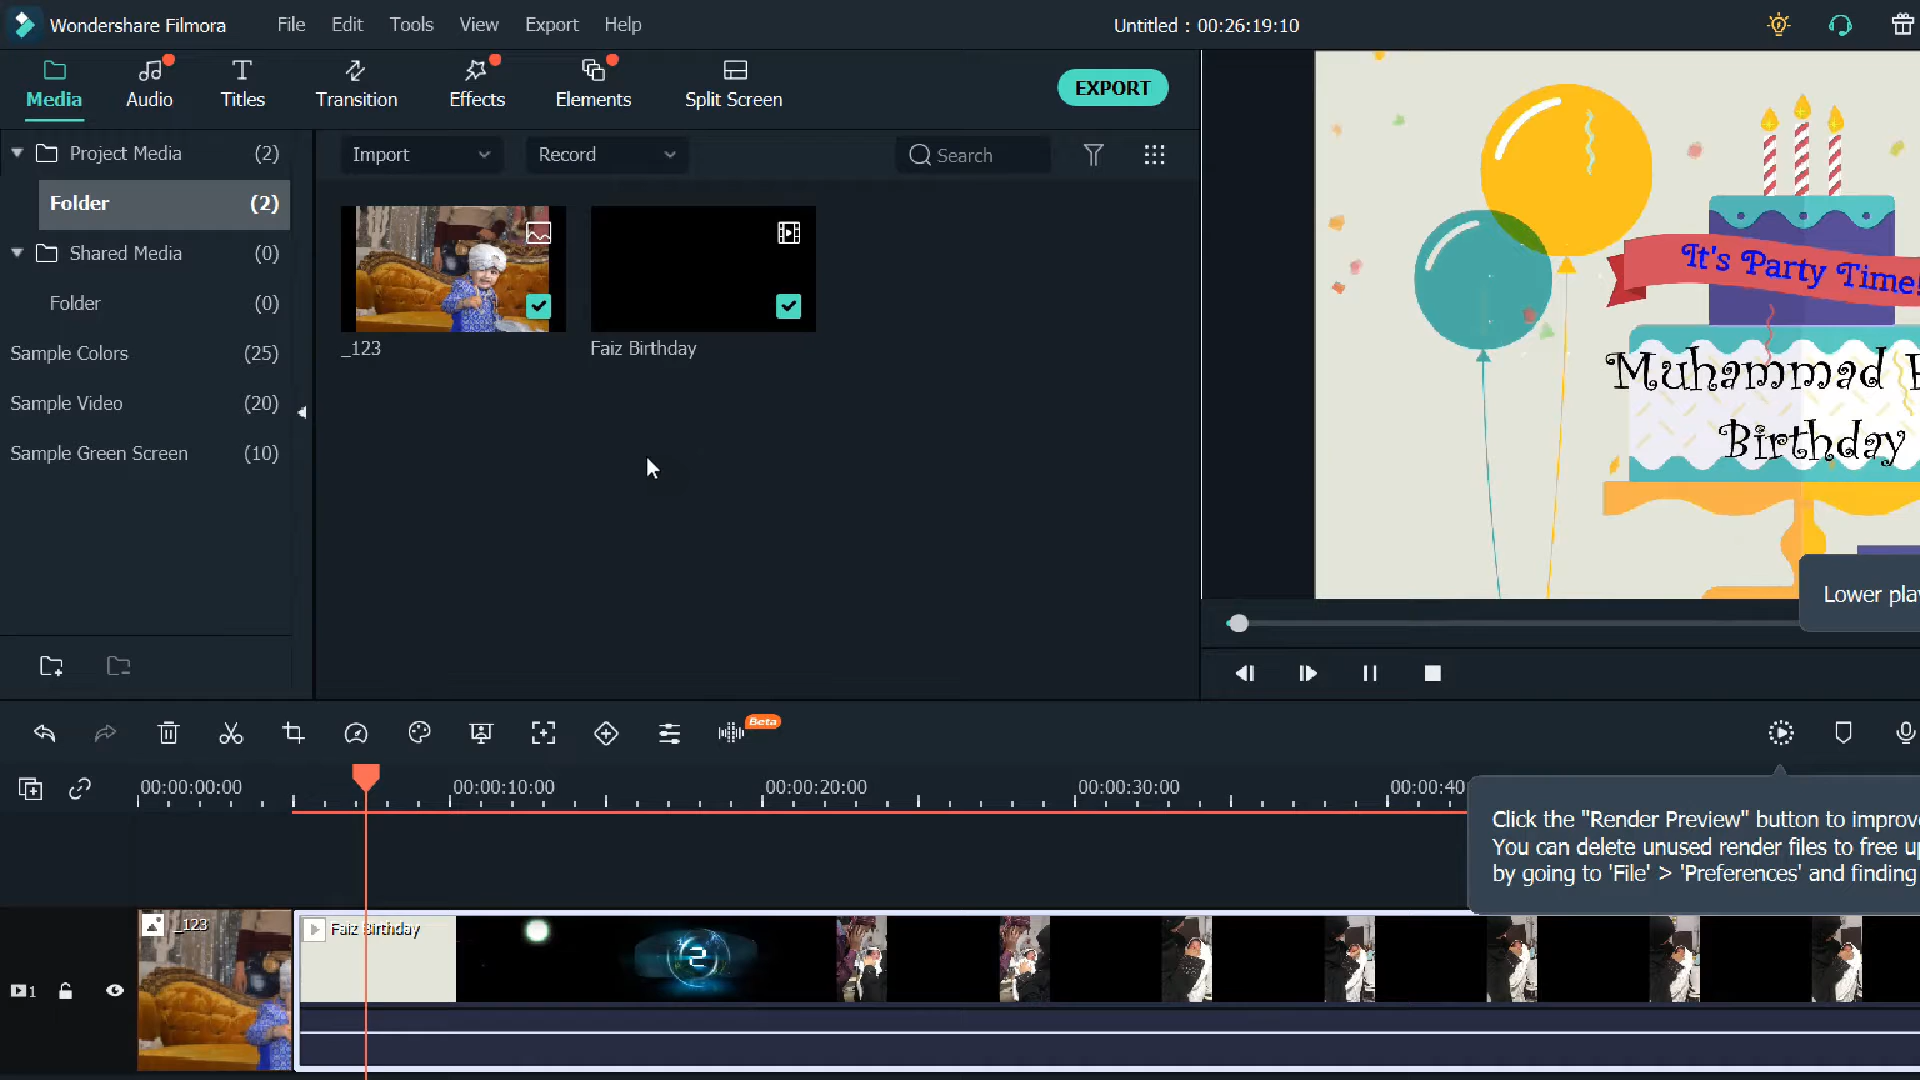 Wondershare Filmora File Edit Tools View Export Help Untitled : 00:26:19:10
Media Audio Titles Transition Effects Elements Split Screen EXPORT
Project Media (2)
Folder (2)
Shared Media (0)
Folder (0)
Sample Colors (25)
Sample Video (20)
Sample Green Screen (10)
Import Record Search
_123 Faiz Birthday
It's Party Time!
Muhammad
Birthday
Lower
Beta
00:00:00:00 00:00:10:00 00:00:20:00 00:00:30:00 00:00:40
Click the "Render Preview" button to
You can delete unused render files to free
by going to 'File' > 'Preferences' and finding
_123 Faiz Birthday
2
1